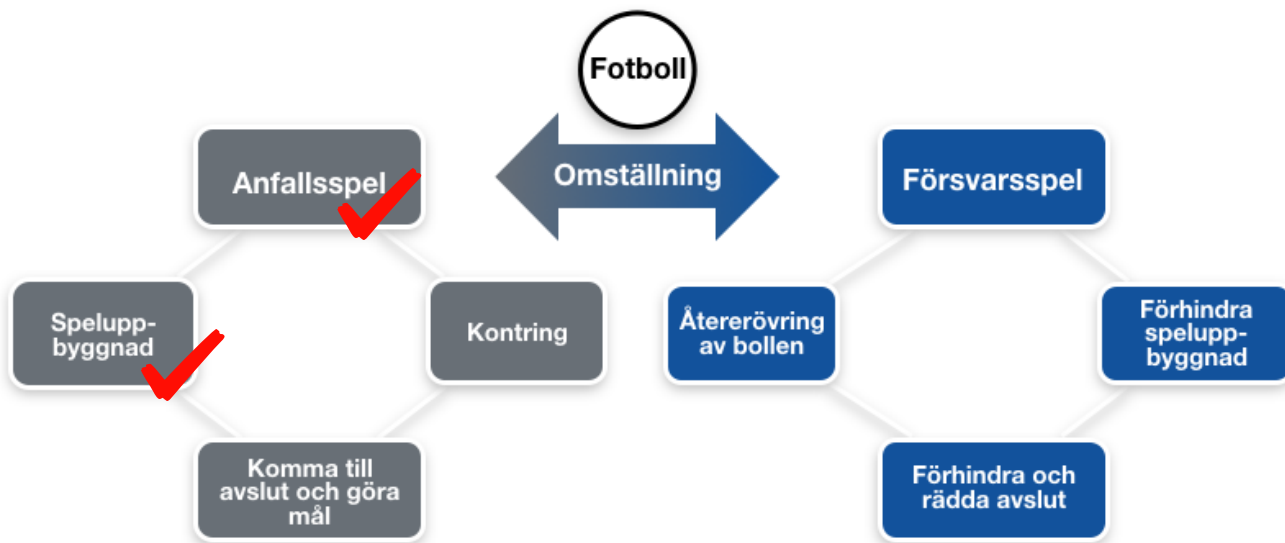 Fotboll
Anfallsspel
Omställning
Försvarsspel
Spelupp-
byggnad
Kontring
Återerövring
av bollen
Förhindra
spelupp-
byggnad
Komma till
avslut och göra
mål
Förhindra och
rädda avslut